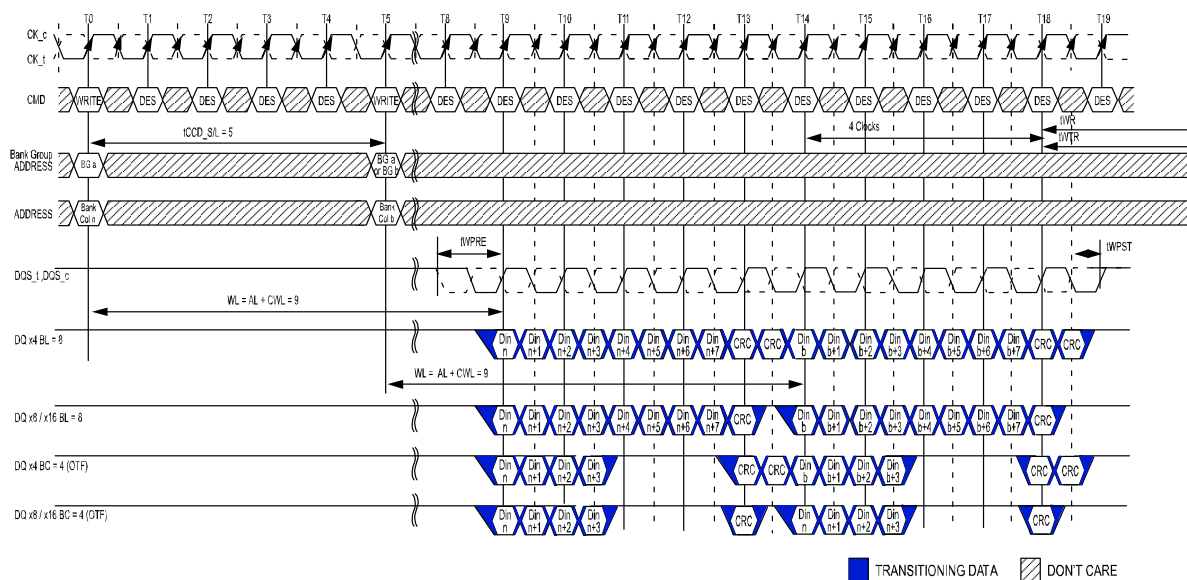 T0 T1 T2 T3 T4 T5 T8 T9 T10 T11 T12 T13 T14 T15 T16 T17 T18 T19
CK_c
CK_t
CMD WRITE DES DES DES DES WRITE DES DES DES DES DES DES DES DES DES DES DES DES
tWR
tCCD_S/L = 5 4 Clocks
tWTR
Bank Group
ADDRESS BG a BG a
or BG b
ADDRESS Bank
Col n Bank
Col b
tWPRE tWPST
DQS_t,DQS_c
WL = AL + CWL = 9
DQ x4 BL = 8 Din
n Din
n+1 Din
n+2 Din
n+3 Din
n+4 Din
n+5 Din
n+6 Din
n+7 CRC CRC Din
b Din
b+1 Din
b+2 Din
b+3 Din
b+4 Din
b+5 Din
b+6 Din
b+7 CRC CRC
WL = AL + CWL = 9
DQ x8 / x16 BL = 8 Din
n Din
n+1 Din
n+2 Din
n+3 Din
n+4 Din
n+5 Din
n+6 Din
n+7 CRC Din
b Din
b+1 Din
b+2 Din
b+3 Din
b+4 Din
b+5 Din
b+6 Din
b+7 CRC
DQ x4 BC = 4 (OTF) Din
n Din
n+1 Din
n+2 Din
n+3 CRC CRC Din
b Din
b+1 Din
b+2 Din
b+3 CRC CRC
DQ x8 / x16 BC = 4 (OTF) Din
n Din
n+1 Din
n+2 Din
n+3 CRC Din
b Din
b+1 Din
b+2 Din
b+3 CRC
TRANSITIONING DATA DON'T CARE